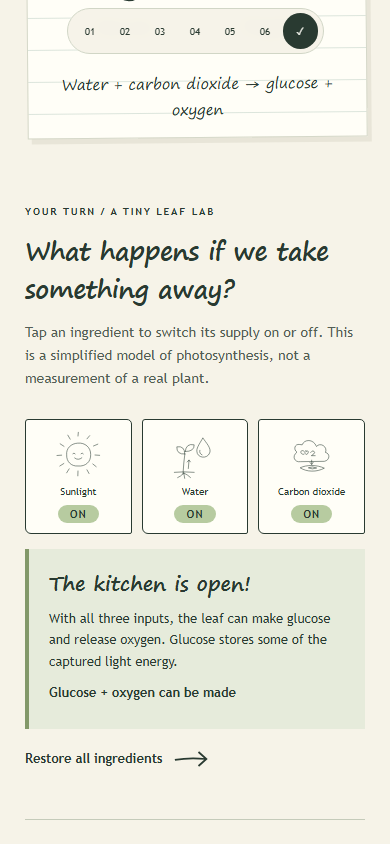 01 02 03 04 05 06 ✓
Water + carbon dioxide → glucose +
oxygen
YOUR TURN / A TINY LEAF LAB
What happens if we take
something away?
Tap an ingredient to switch its supply on or off. This
is a simplified model of photosynthesis, not a
measurement of a real plant.
CO 2
Sunlight Water Carbon dioxide
ON ON ON
The kitchen is open!
With all three inputs, the leaf can make glucose
and release oxygen. Glucose stores some of the
captured light energy.
Glucose + oxygen can be made
Restore all ingredients →